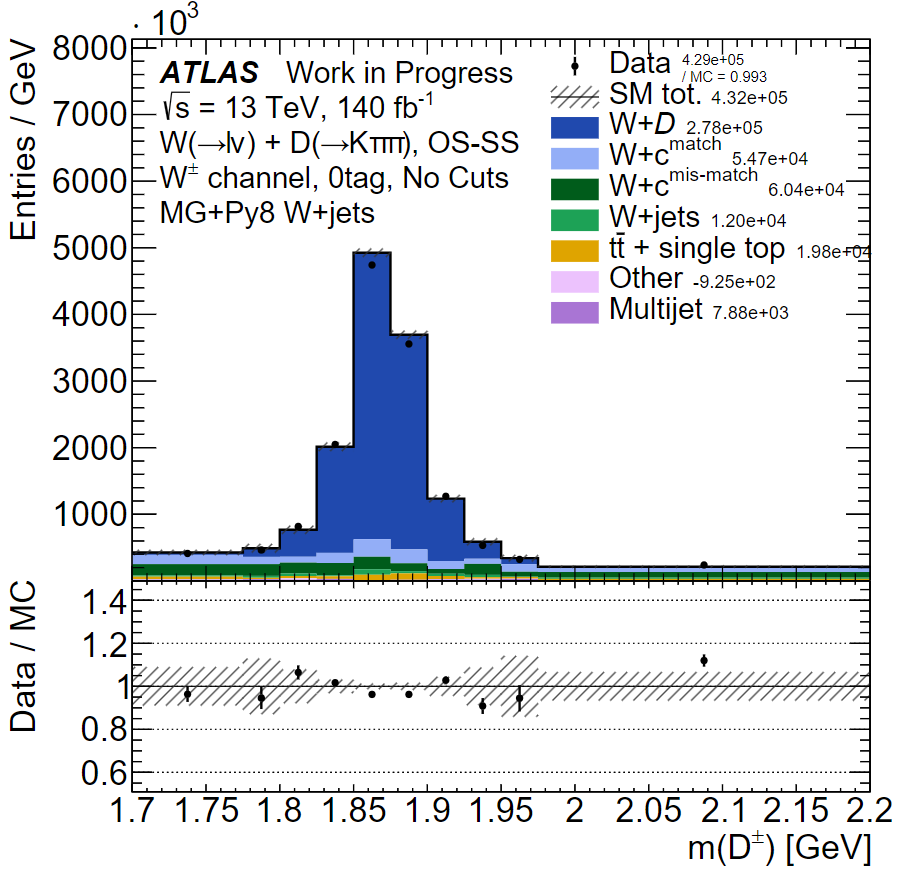 · 10³
Entries / GeV
8000
7000
6000
5000
4000
3000
2000
1000
ATLAS Work in Progress
√s = 13 TeV, 140 fb⁻¹
W(→lν) + D(→Kππ), OS-SS
W± channel, 0tag, No Cuts
MG+Py8 W+jets
Data 4.29e+05
/ MC = 0.993
SM tot. 4.32e+05
W+D 2.78e+05
W+c^match 5.47e+04
W+c^mis-match 6.04e+04
W+jets 1.20e+04
tt̄ + single top 1.98e+04
Other -9.25e+02
Multijet 7.88e+03
Data / MC
1.4
1.2
1
0.8
0.6
1.7 1.75 1.8 1.85 1.9 1.95 2 2.05 2.1 2.15 2.2
m(D±) [GeV]